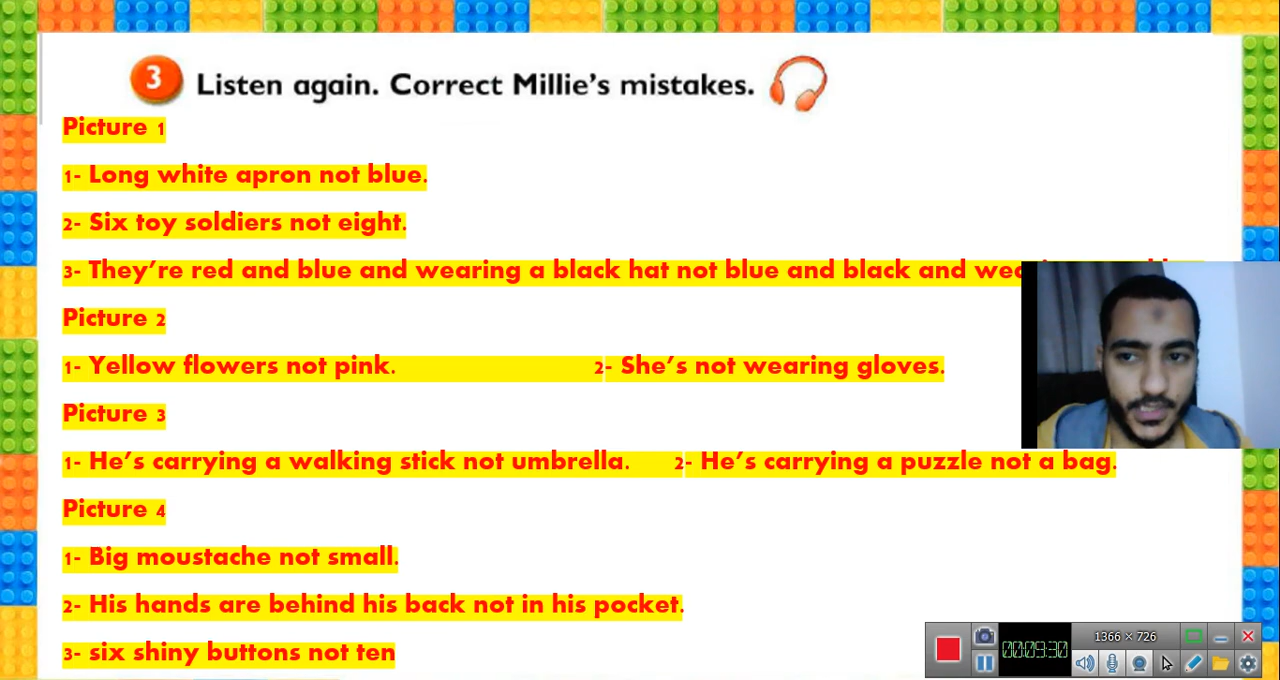 3 Listen again. Correct Millie's mistakes.
Picture 1
1- Long white apron not blue.
2- Six toy soldiers not eight.
3- They're red and blue and wearing a black hat not blue and black and
Picture 2
1- Yellow flowers not pink. 2- She's not wearing gloves.
Picture 3
1- He's carrying a walking stick not umbrella. 2- He's carrying a puzzle not a bag.
Picture 4
1- Big moustache not small.
2- His hands are behind his back not in his pocket.
3- six shiny buttons not ten
1366 × 726
00:09:30